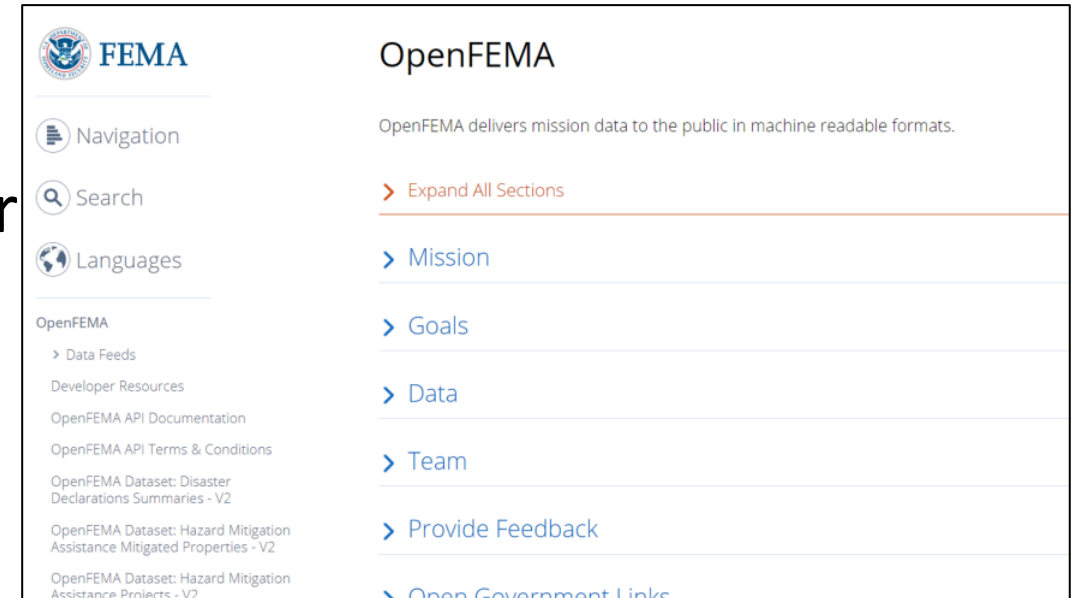 FEMA
Navigation
Search
Languages
OpenFEMA
Data Feeds
Developer Resources
OpenFEMA API Documentation
OpenFEMA API Terms & Conditions
OpenFEMA Dataset: Disaster
Declarations Summaries - V2
OpenFEMA Dataset: Hazard Mitigation
Assistance Mitigated Properties - V2
OpenFEMA Dataset: Hazard Mitigation
Assistance Projects - V2
r
OpenFEMA
OpenFEMA delivers mission data to the public in machine readable formats.
Expand All Sections
Mission
Goals
Data
Team
Provide Feedback
Open Government Links